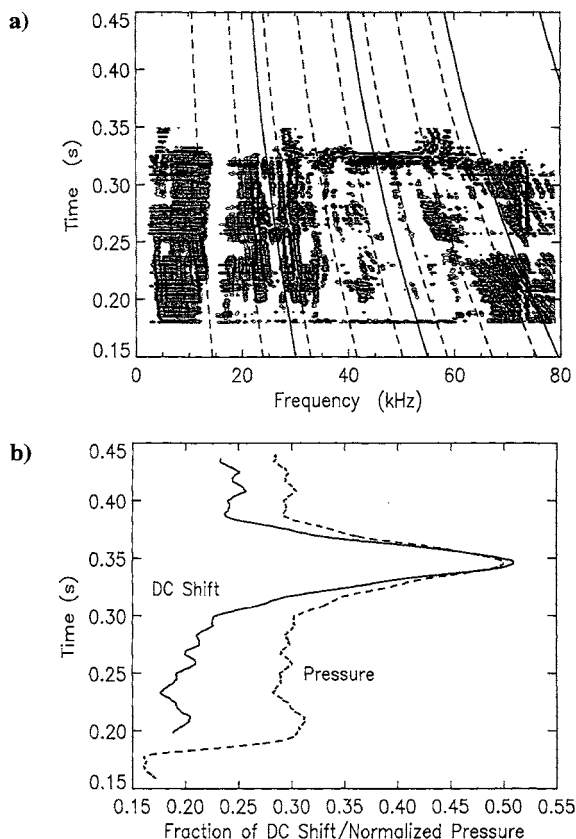 a)
0.45
0.40
0.35
0.30
0.25
0.20
0.15
Time (s)
0 20 40 60 80
Frequency (kHz)
b)
0.45
0.40
0.35
0.30
0.25
0.20
0.15
Time (s)
DC Shift
Pressure
0.15 0.20 0.25 0.30 0.35 0.40 0.45 0.50 0.55
Fraction of DC Shift/Normalized Pressure